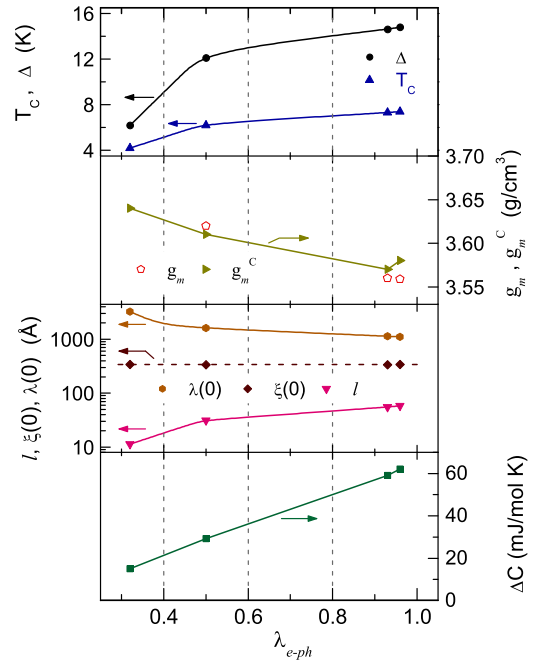 T_C , Δ (K)
16
12
8
4
Δ
T_C
g_m , g_m^C (g/cm³)
3.70
3.65
3.60
3.55
g_m
g_m^C
l, ξ(0), λ(0) (Å)
1000
100
10
λ(0)
ξ(0)
l
ΔC (mJ/mol K)
60
40
20
0
0.4
0.6
0.8
1.0
λ_{e-ph}